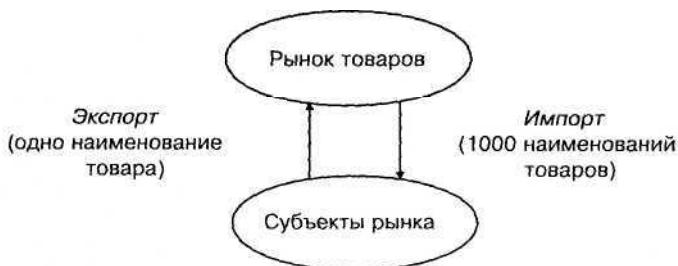 Рынок товаров
Экспорт
(одно наименование
товара)
Импорт
(1000 наименований
товаров)
Субъекты рынка